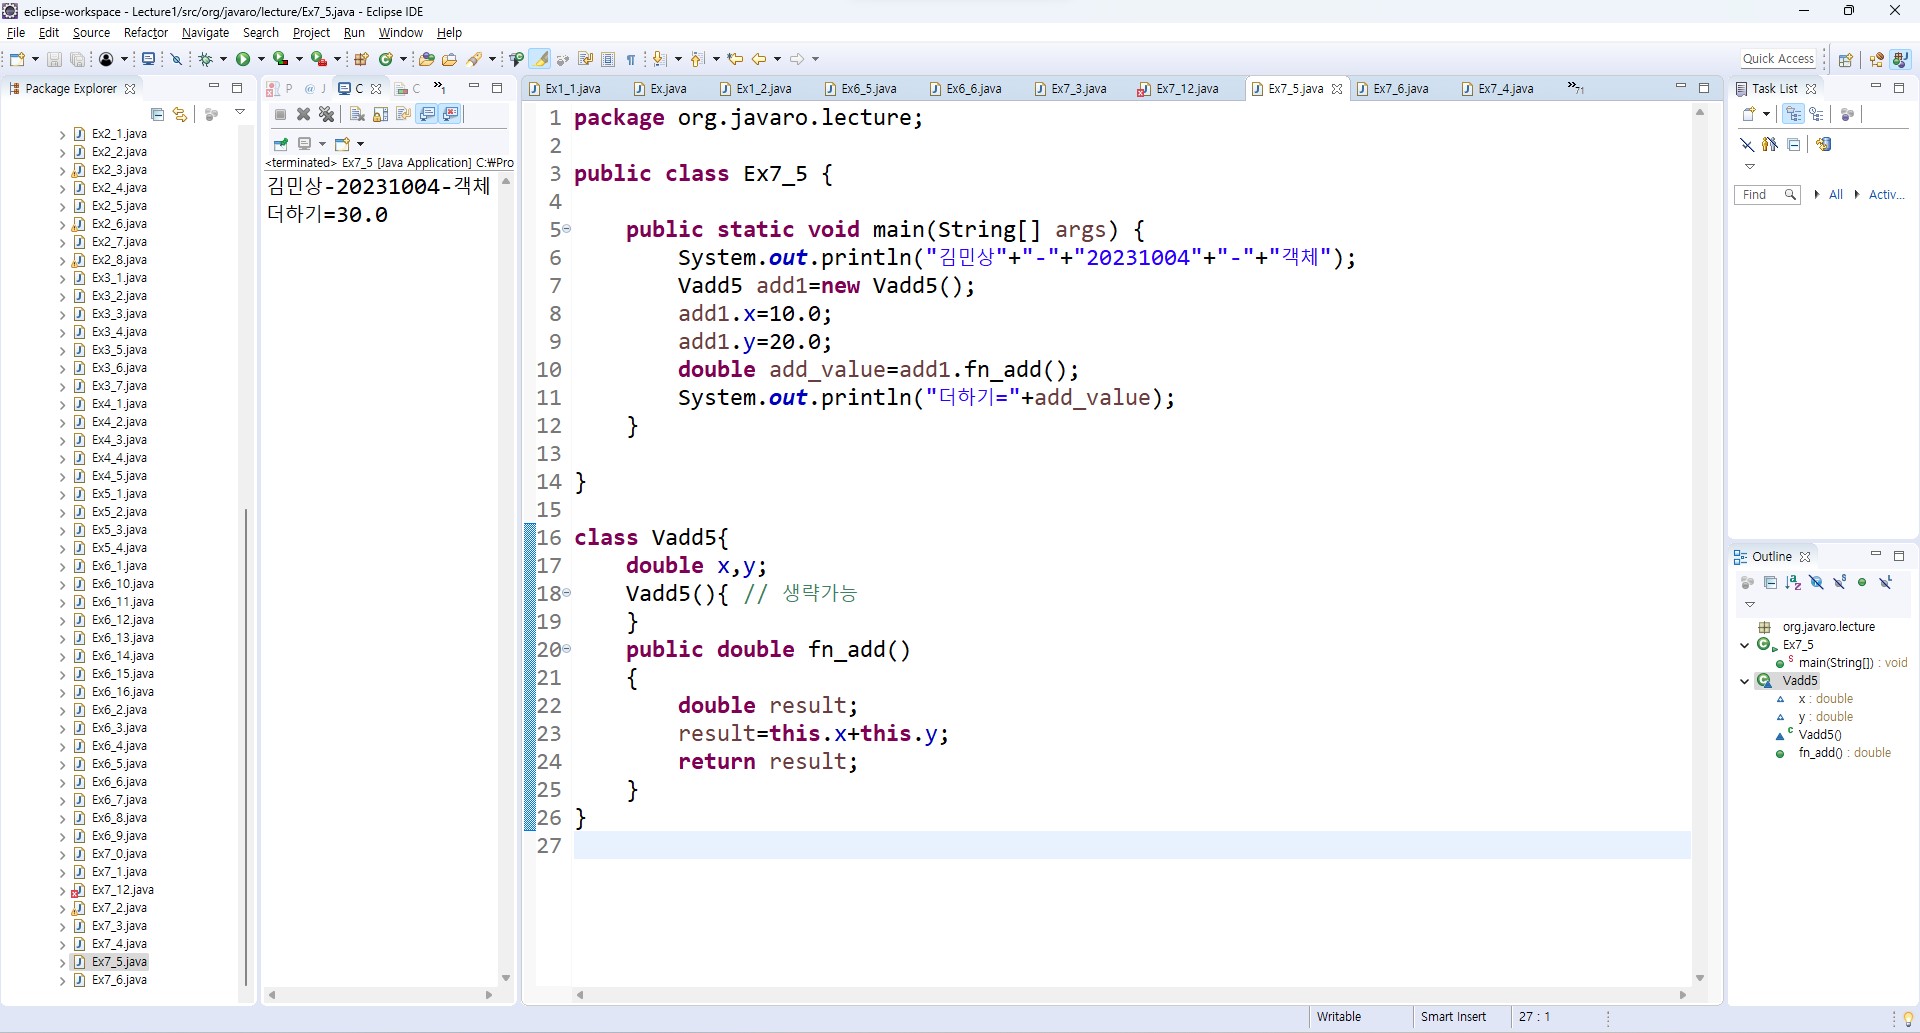 eclipse-workspace - Lecture1/src/org/javaro/lecture/Ex7_5.java - Eclipse IDE
File Edit Source Refactor Navigate Search Project Run Window Help
Quick Access
Package Explorer
Ex2_1.java
Ex2_2.java
Ex2_3.java
Ex2_4.java
Ex2_5.java
Ex2_6.java
Ex2_7.java
Ex2_8.java
Ex3_1.java
Ex3_2.java
Ex3_3.java
Ex3_4.java
Ex3_5.java
Ex3_6.java
Ex3_7.java
Ex4_1.java
Ex4_2.java
Ex4_3.java
Ex4_4.java
Ex4_5.java
Ex5_1.java
Ex5_2.java
Ex5_3.java
Ex5_4.java
Ex6_1.java
Ex6_10.java
Ex6_11.java
Ex6_12.java
Ex6_13.java
Ex6_14.java
Ex6_15.java
Ex6_16.java
Ex6_2.java
Ex6_3.java
Ex6_4.java
Ex6_5.java
Ex6_6.java
Ex6_7.java
Ex6_8.java
Ex6_9.java
Ex7_0.java
Ex7_1.java
Ex7_12.java
Ex7_2.java
Ex7_3.java
Ex7_4.java
Ex7_5.java
Ex7_6.java
P @ J C C »1
<terminated> Ex7_5 [Java Application] C:₩Pro
김민상-20231004-객체
더하기=30.0
Ex1_1.java Ex.java Ex1_2.java Ex6_5.java Ex6_6.java Ex7_3.java Ex7_12.java Ex7_5.java Ex7_6.java Ex7_4.java »71
1 package org.javaro.lecture;
2
3 public class Ex7_5 {
4
5 public static void main(String[] args) {
6 System.out.println("김민상"+"-"+"20231004"+"-"+"객체");
7 Vadd5 add1=new Vadd5();
8 add1.x=10.0;
9 add1.y=20.0;
10 double add_value=add1.fn_add();
11 System.out.println("더하기="+add_value);
12 }
13
14 }
15
16 class Vadd5{
17 double x,y;
18 Vadd5(){ // 생략가능
19 }
20 public double fn_add()
21 {
22 double result;
23 result=this.x+this.y;
24 return result;
25 }
26 }
27
Task List
Find All Activ...
Outline
org.javaro.lecture
Ex7_5
main(String[]) : void
Vadd5
x : double
y : double
Vadd5()
fn_add() : double
Writable Smart Insert 27 : 1